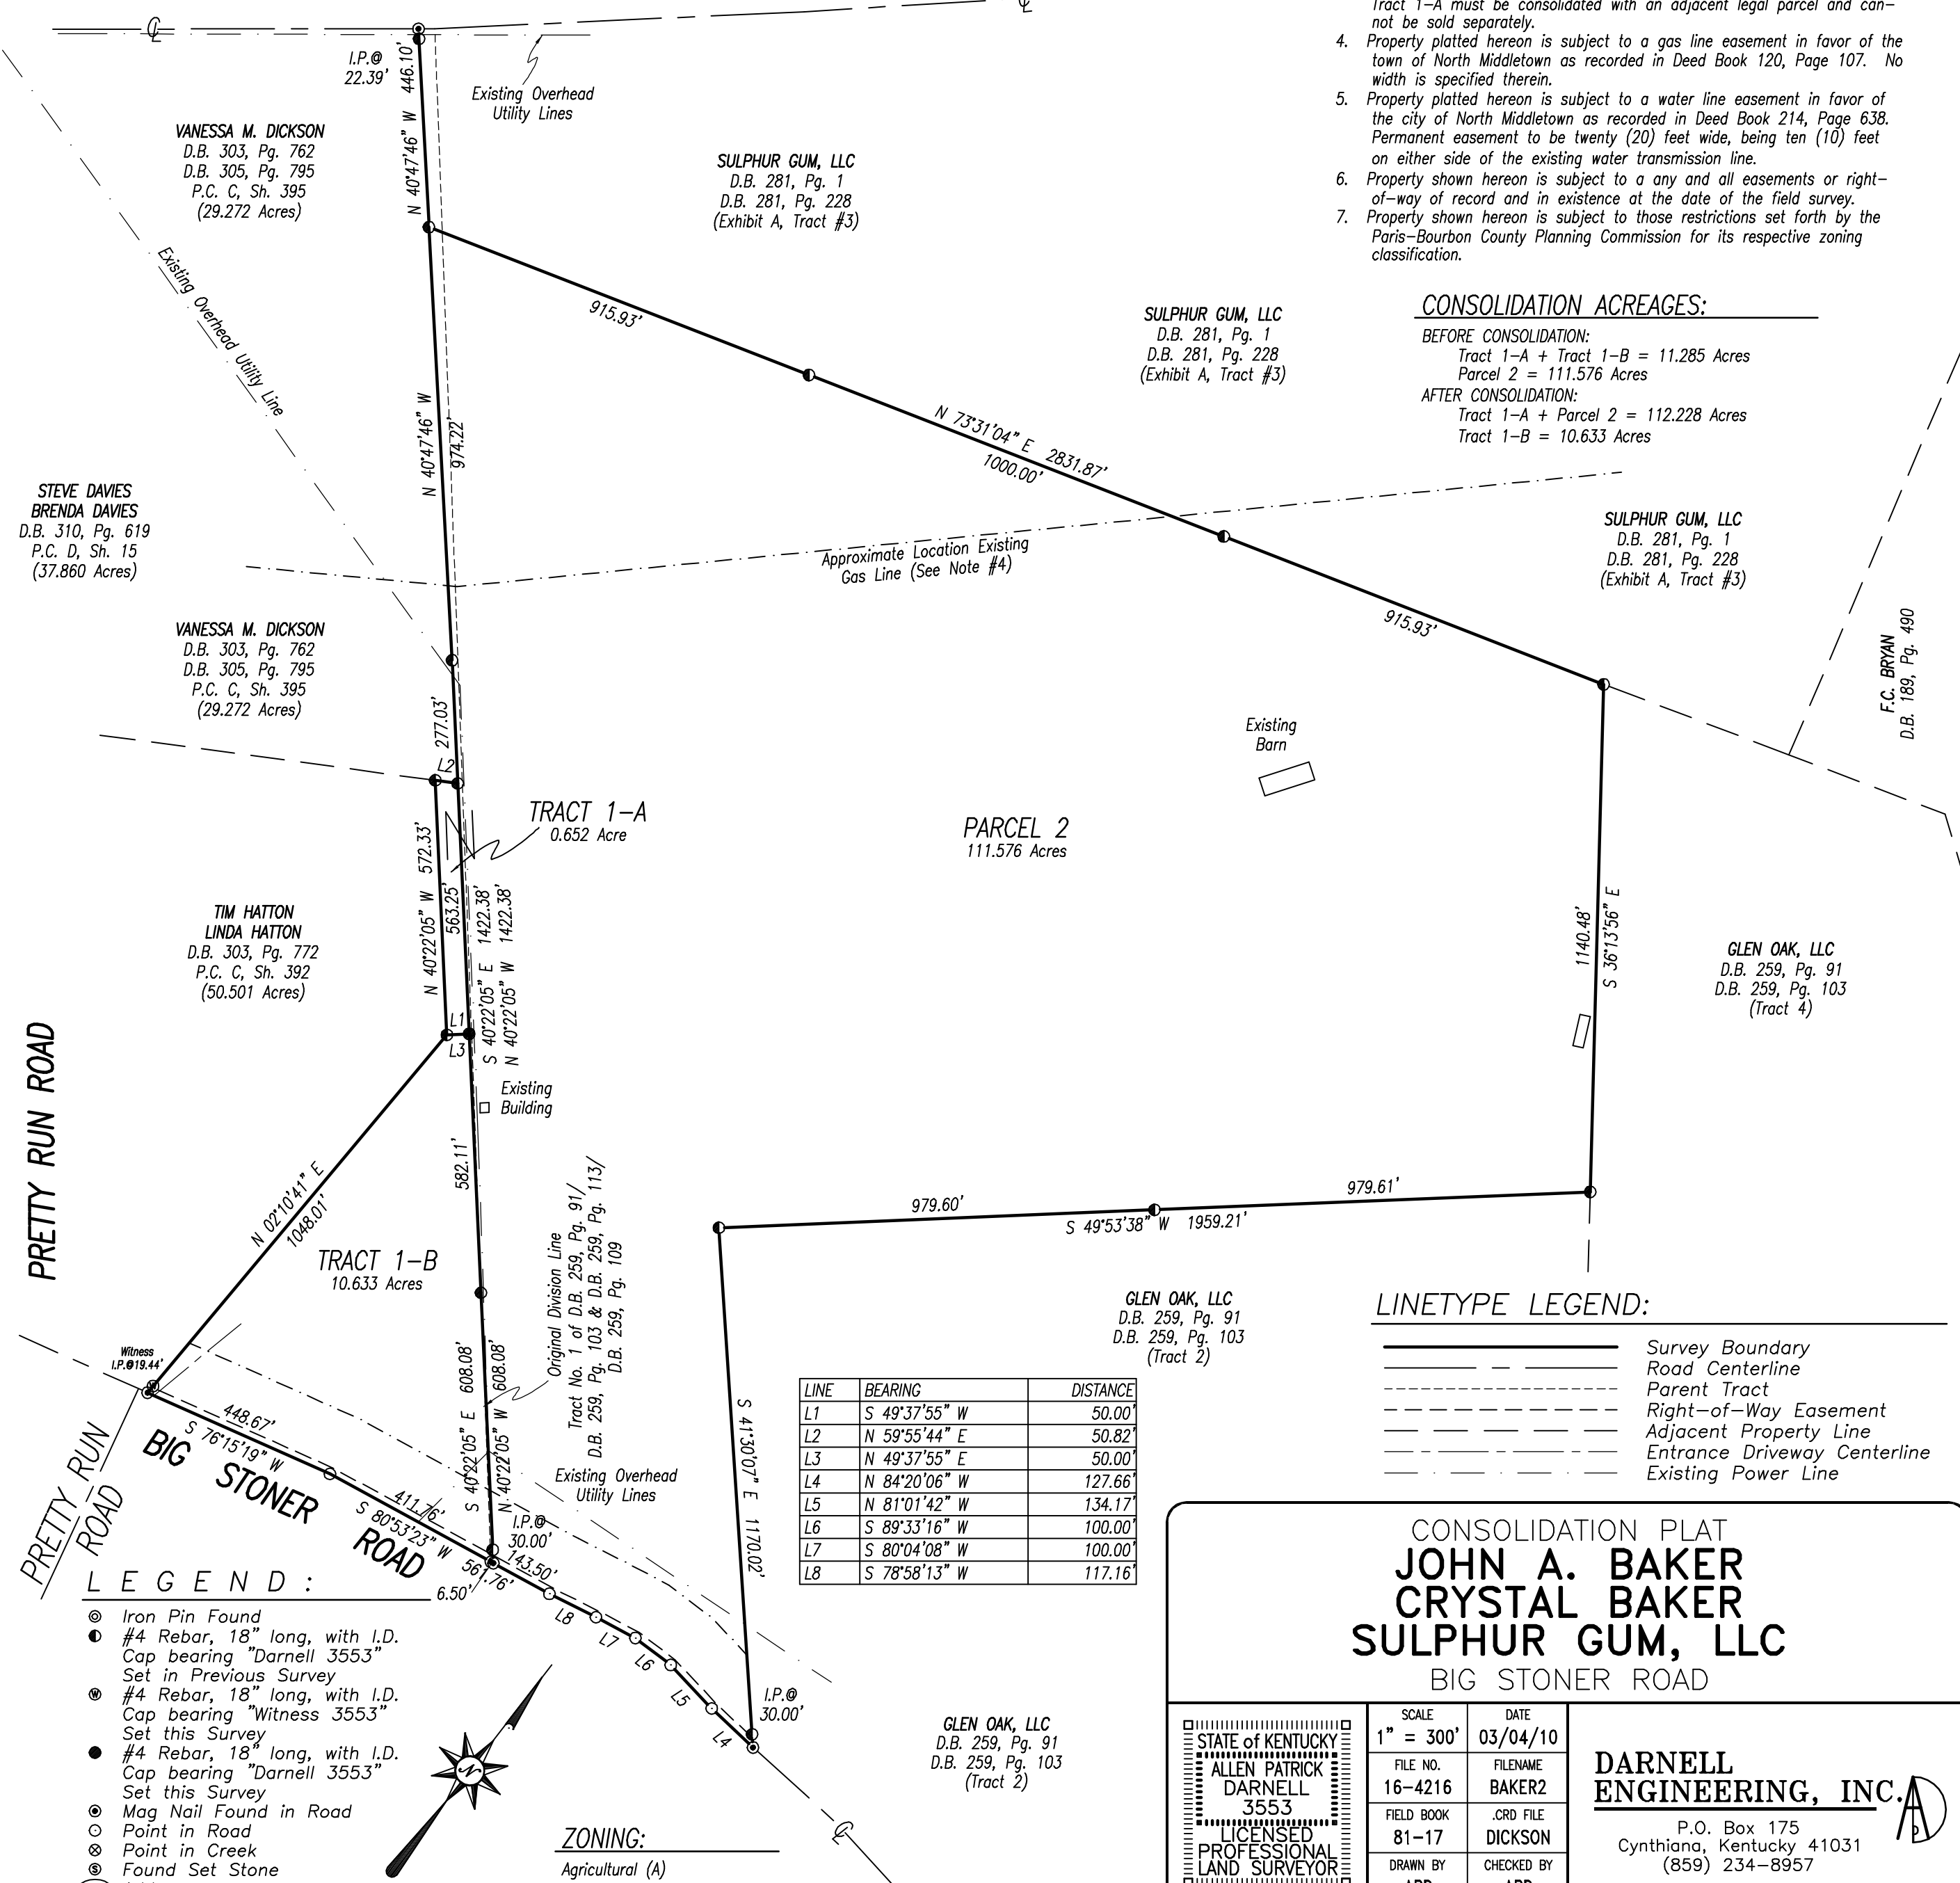 Tract 1-A must be consolidated with an adjacent legal parcel and can-
not be sold separately.
4. Property platted hereon is subject to a gas line easement in favor of the
town of North Middletown as recorded in Deed Book 120, Page 107. No
width is specified therein.
5. Property platted hereon is subject to a water line easement in favor of
the city of North Middletown as recorded in Deed Book 214, Page 638.
Permanent easement to be twenty (20) feet wide, being ten (10) feet
on either side of the existing water transmission line.
6. Property shown hereon is subject to a any and all easements or right-
of-way of record and in existence at the date of the field survey.
7. Property shown hereon is subject to those restrictions set forth by the
Paris-Bourbon County Planning Commission for its respective zoning
classification.
CONSOLIDATION ACREAGES:
BEFORE CONSOLIDATION:
Tract 1-A + Tract 1-B = 11.285 Acres
Parcel 2 = 111.576 Acres
AFTER CONSOLIDATION:
Tract 1-A + Parcel 2 = 112.228 Acres
Tract 1-B = 10.633 Acres
I.P.@
22.39'
N 40°47'46" W 446.10'
Existing Overhead
Utility Lines
VANESSA M. DICKSON
D.B. 303, Pg. 762
D.B. 305, Pg. 795
P.C. C, Sh. 395
(29.272 Acres)
SULPHUR GUM, LLC
D.B. 281, Pg. 1
D.B. 281, Pg. 228
(Exhibit A, Tract #3)
Existing Overhead Utility Line
915.93'
SULPHUR GUM, LLC
D.B. 281, Pg. 1
D.B. 281, Pg. 228
(Exhibit A, Tract #3)
N 40°47'46" W
974.22'
N 73°31'04" E 2831.87'
1000.00'
STEVE DAVIES
BRENDA DAVIES
D.B. 310, Pg. 619
P.C. D, Sh. 15
(37.860 Acres)
Approximate Location Existing
Gas Line (See Note #4)
SULPHUR GUM, LLC
D.B. 281, Pg. 1
D.B. 281, Pg. 228
(Exhibit A, Tract #3)
915.93'
F.C. BRYAN
D.B. 189, Pg. 490
VANESSA M. DICKSON
D.B. 303, Pg. 762
D.B. 305, Pg. 795
P.C. C, Sh. 395
(29.272 Acres)
277.03'
L2
Existing
Barn
TRACT 1-A
0.652 Acre
PARCEL 2
111.576 Acres
N 40°22'05" W 572.33'
563.25'
S 40°22'05" E 1422.38'
N 40°22'05" W 1422.38'
TIM HATTON
LINDA HATTON
D.B. 303, Pg. 772
P.C. C, Sh. 392
(50.501 Acres)
1140.48'
S 36°13'56" E
GLEN OAK, LLC
D.B. 259, Pg. 91
D.B. 259, Pg. 103
(Tract 4)
L1
L3
PRETTY RUN ROAD
Existing
Building
582.11'
N 02°10'41" E
1048.01'
TRACT 1-B
10.633 Acres
Original Division Line
Tract No. 1 of D.B. 259, Pg. 91/
D.B. 259, Pg. 103 & D.B. 259, Pg. 113/
D.B. 259, Pg. 109
979.60'
979.61'
S 49°53'38" W 1959.21'
GLEN OAK, LLC
D.B. 259, Pg. 91
D.B. 259, Pg. 103
(Tract 2)
LINETYPE LEGEND:
Survey Boundary
Road Centerline
Parent Tract
Right-of-Way Easement
Adjacent Property Line
Entrance Driveway Centerline
Existing Power Line
Witness
I.P.@19.44'
S 40°22'05" E 608.08'
N 40°22'05" W 608.08'
S 41°30'07" E 1170.02'
LINE BEARING DISTANCE
L1 S 49°37'55" W 50.00'
L2 N 59°55'44" E 50.82'
L3 N 49°37'55" E 50.00'
L4 N 84°20'06" W 127.66'
L5 N 81°01'42" W 134.17'
L6 S 89°33'16" W 100.00'
L7 S 80°04'08" W 100.00'
L8 S 78°58'13" W 117.16'
448.67'
S 76°15'19" W
BIG STONER ROAD
PRETTY RUN
ROAD
Existing Overhead
Utility Lines
411.76'
S 80°53'23" W 561.76'
I.P.@
30.00'
143.50'
6.50'
L8
L7
L6
L5
L4
I.P.@
30.00'
LEGEND:
Iron Pin Found
#4 Rebar, 18" long, with I.D.
Cap bearing "Darnell 3553"
Set in Previous Survey
#4 Rebar, 18" long, with I.D.
Cap bearing "Witness 3553"
Set this Survey
#4 Rebar, 18" long, with I.D.
Cap bearing "Darnell 3553"
Set this Survey
Mag Nail Found in Road
Point in Road
Point in Creek
Found Set Stone
N
ZONING:
Agricultural (A)
GLEN OAK, LLC
D.B. 259, Pg. 91
D.B. 259, Pg. 103
(Tract 2)
CONSOLIDATION PLAT
JOHN A. BAKER
CRYSTAL BAKER
SULPHUR GUM, LLC
BIG STONER ROAD
STATE of KENTUCKY
ALLEN PATRICK
DARNELL
3553
LICENSED
PROFESSIONAL
LAND SURVEYOR
SCALE
1" = 300'
DATE
03/04/10
FILE NO.
16-4216
FILENAME
BAKER2
FIELD BOOK
81-17
.CRD FILE
DICKSON
DRAWN BY
CHECKED BY
DARNELL
ENGINEERING, INC.
P.O. Box 175
Cynthiana, Kentucky 41031
(859) 234-8957